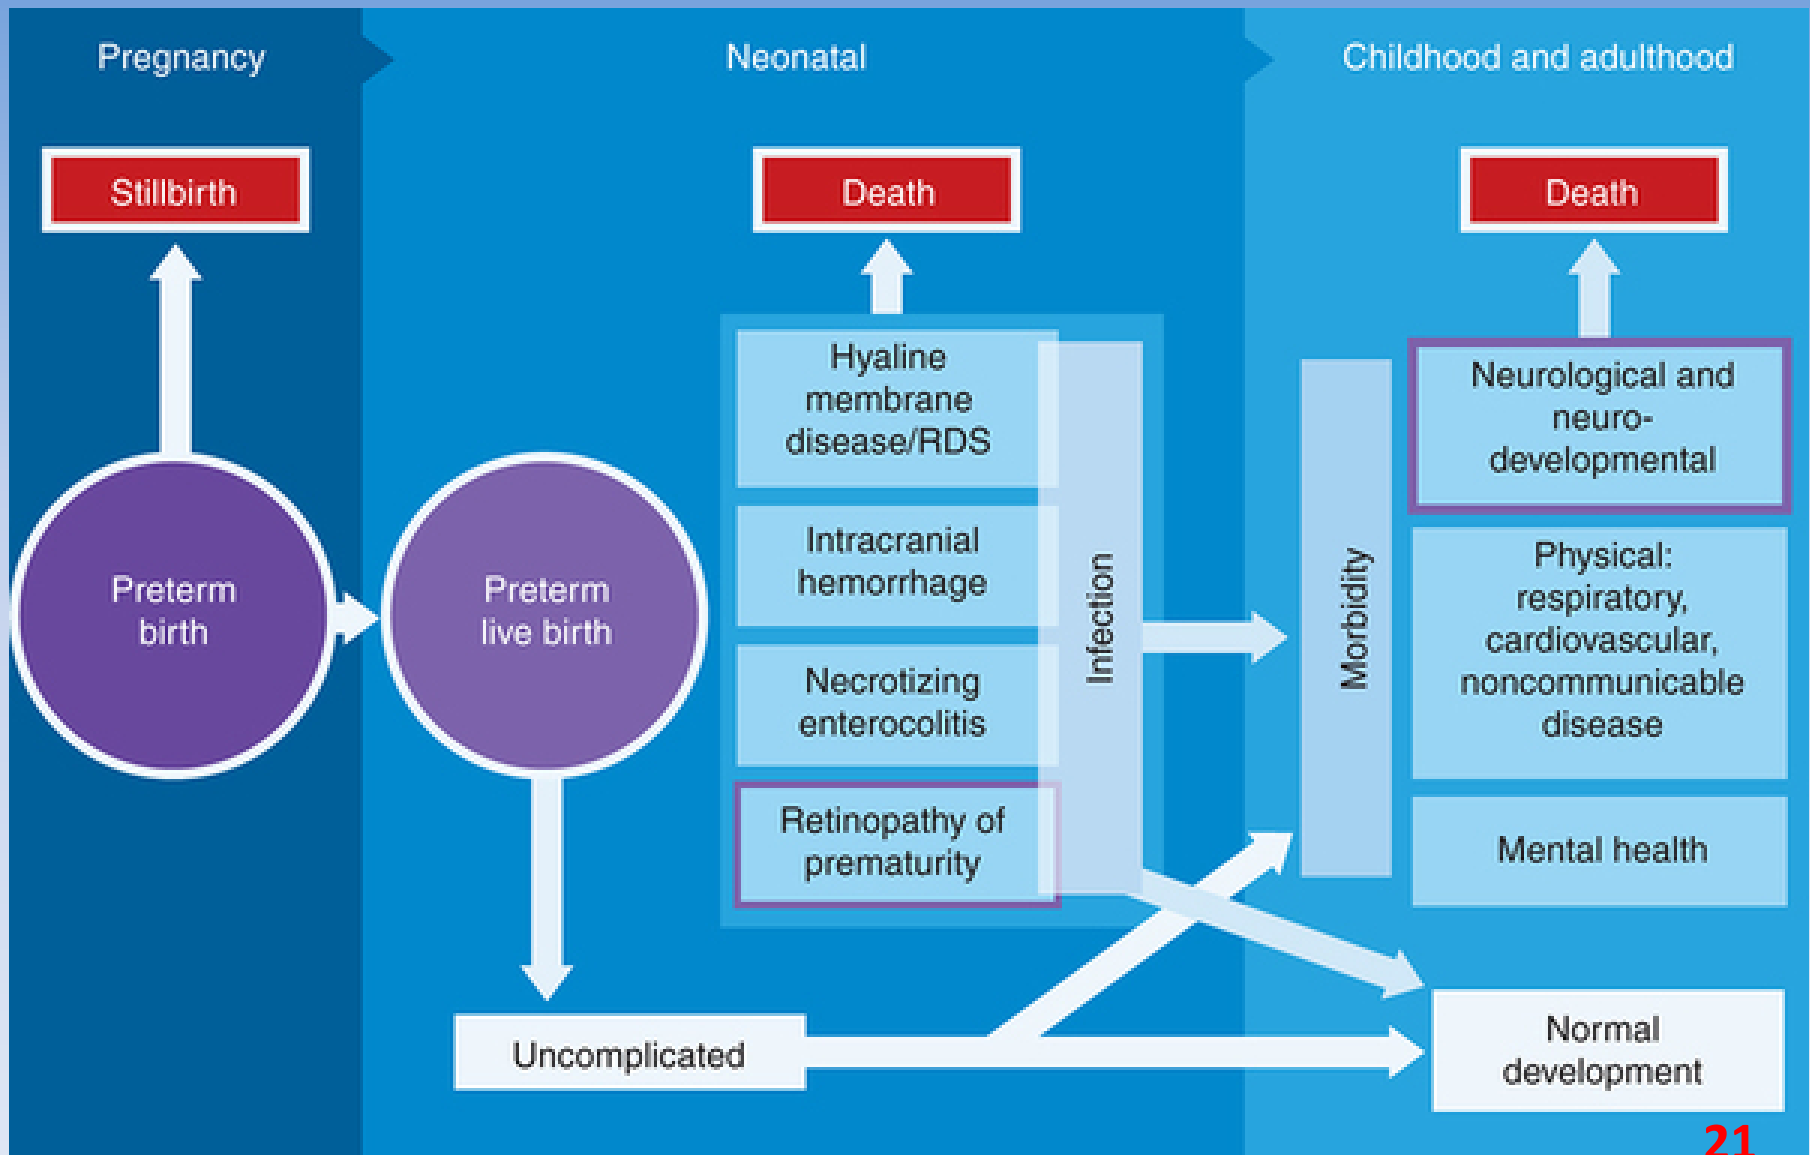 Pregnancy
Neonatal
Childhood and adulthood
Stillbirth
Death
Death
Preterm
birth
Preterm
live birth
Hyaline
membrane
disease/RDS
Intracranial
hemorrhage
Necrotizing
enterocolitis
Retinopathy of
prematurity
Infection
Morbidity
Neurological and
neuro-
developmental
Physical:
respiratory,
cardiovascular,
noncommunicable
disease
Mental health
Uncomplicated
Normal
development
21